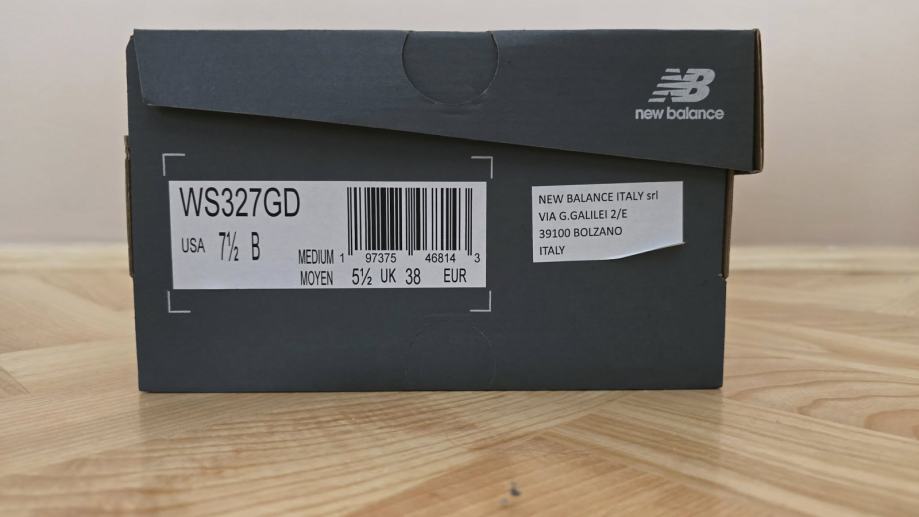 NB
new balance
WS327GD
USA 7½ B
MEDIUM
MOYEN
1 97375 46814 3
5½ UK 38 EUR
NEW BALANCE ITALY srl
VIA G.GALILEI 2/E
39100 BOLZANO
ITALY